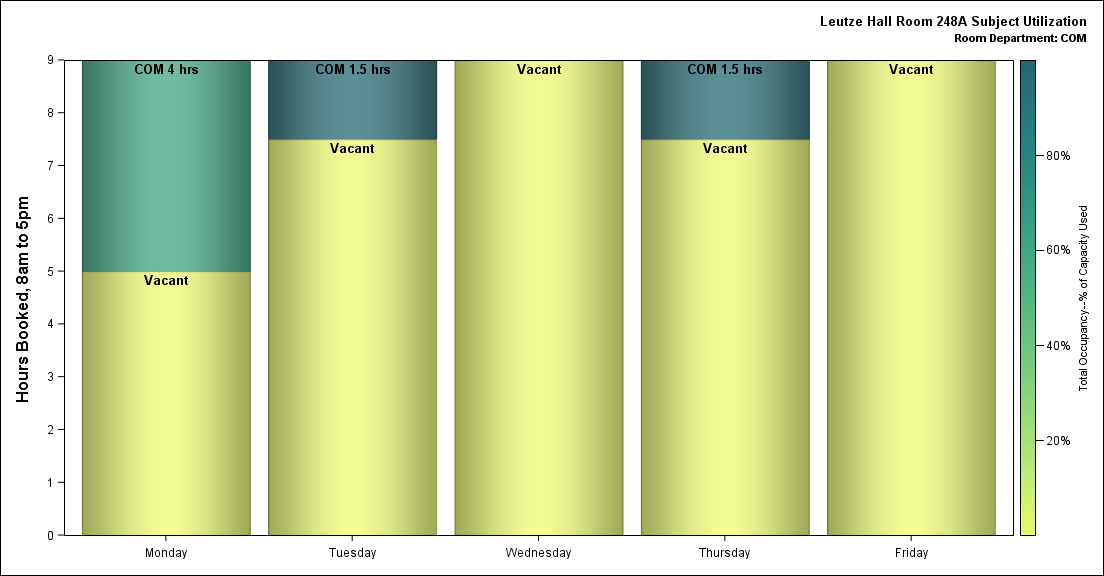 Leutze Hall Room 248A Subject Utilization
Room Department: COM
Hours Booked, 8am to 5pm
9
8
7
6
5
4
3
2
1
0
COM 4 hrs
Vacant
COM 1.5 hrs
Vacant
Vacant
COM 1.5 hrs
Vacant
Vacant
Monday
Tuesday
Wednesday
Thursday
Friday
80%
60%
40%
20%
Total Occupancy--% of Capacity Used